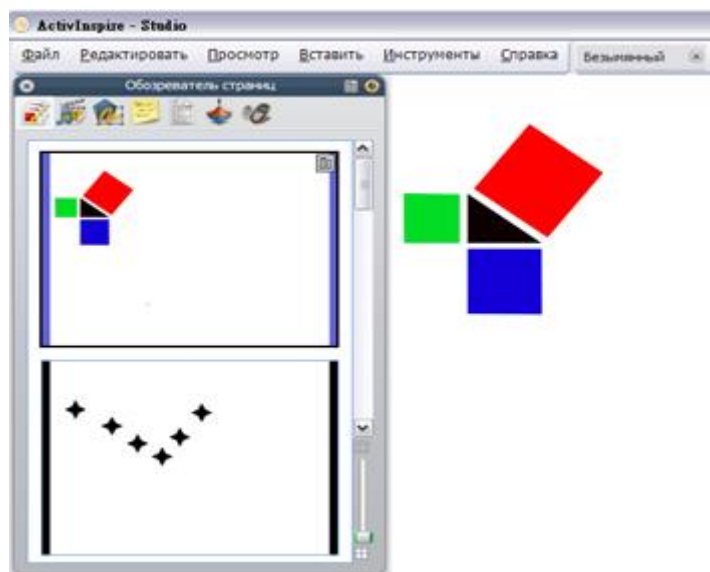 ActivInspire - Studio
Файл Редактировать Просмотр Вставить Инструменты Справка Безымянный
Обозреватель страниц